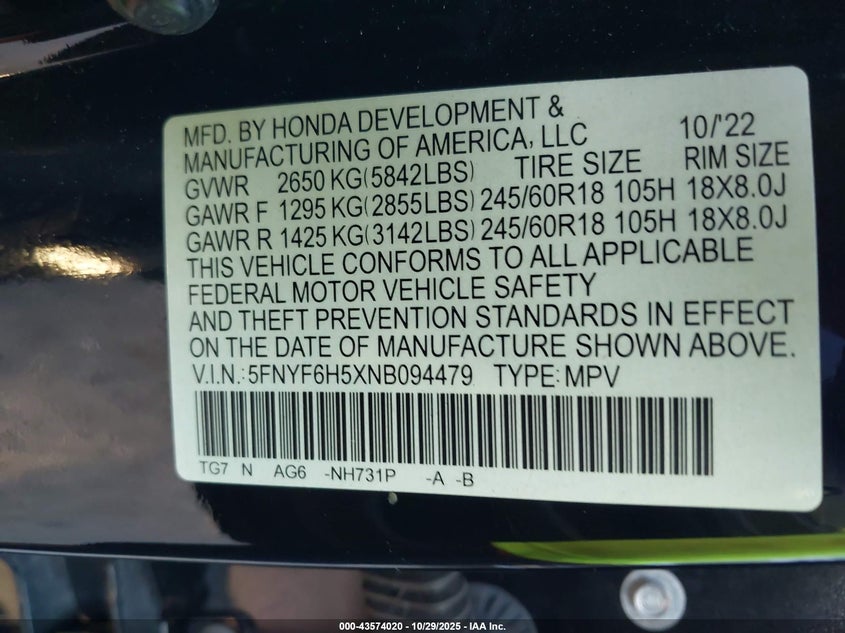 MFD. BY HONDA DEVELOPMENT &
MANUFACTURING OF AMERICA, LLC 10/'22
GVWR 2650 KG(5842LBS) TIRE SIZE RIM SIZE
GAWR F 1295 KG(2855LBS) 245/60R18 105H 18X8.0J
GAWR R 1425 KG(3142LBS) 245/60R18 105H 18X8.0J
THIS VEHICLE CONFORMS TO ALL APPLICABLE
FEDERAL MOTOR VEHICLE SAFETY
AND THEFT PREVENTION STANDARDS IN EFFECT
ON THE DATE OF MANUFACTURE SHOWN ABOVE.
V.I.N.: 5FNYF6H5XNB094479 TYPE: MPV
TG7 N AG6 -NH731P -A -B
000-43574020 - 10/29/2025 - IAA Inc.